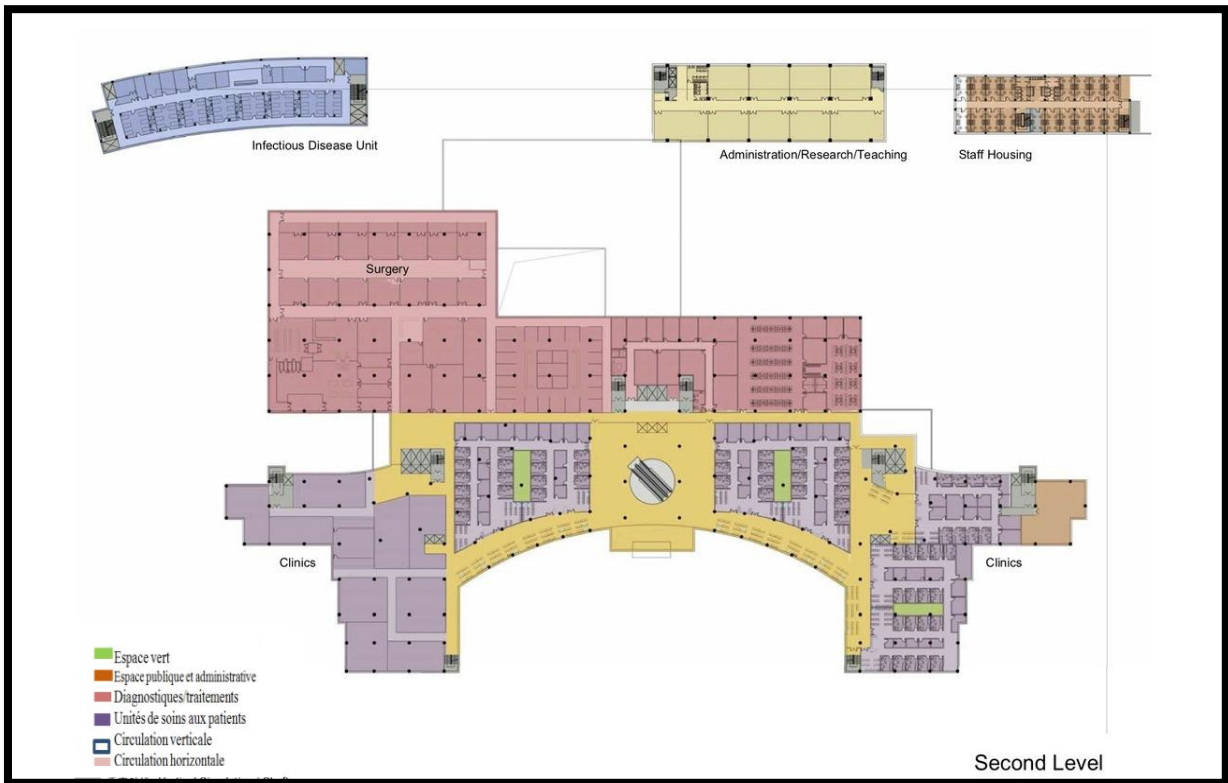 Infectious Disease Unit
Administration/Research/Teaching
Staff Housing
Surgery
Clinics
Clinics
Espace vert
Espace publique et administrative
Diagnostiques/traitements
Unités de soins aux patients
Circulation verticale
Circulation horizontale
Second Level